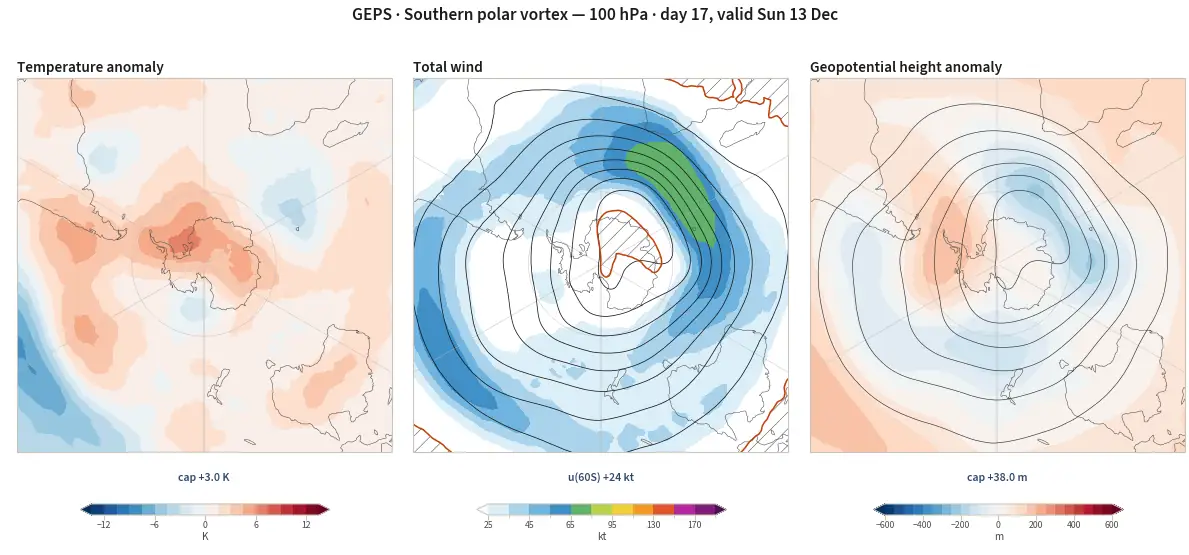 GEPS · Southern polar vortex — 100 hPa · day 17, valid Sun 13 Dec
Temperature anomaly
Total wind
Geopotential height anomaly
cap +3.0 K
u(60S) +24 kt
cap +38.0 m
−12 −6 0 6 12
25 45 65 95 130 170
−600 −400 −200 0 200 400 600
K
kt
m